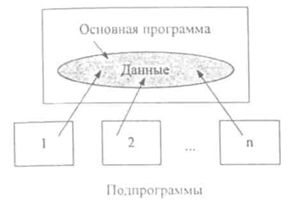 Основная программа
Данные
1 2 ... n
Подпрограммы